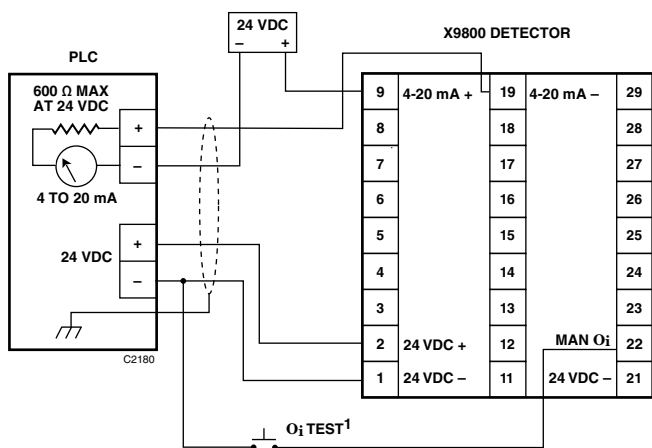 24 VDC
– +
PLC
X9800 DETECTOR
600 Ω MAX
AT 24 VDC
+
–
4 TO 20 mA
24 VDC
+
–
C2180
9 4-20 mA + 19 4-20 mA – 29
8 18 28
7 17 27
6 16 26
5 15 25
4 14 24
3 13 23
2 24 VDC + 12 MAN Oi 22
1 24 VDC – 11 24 VDC – 21
Oi TEST¹